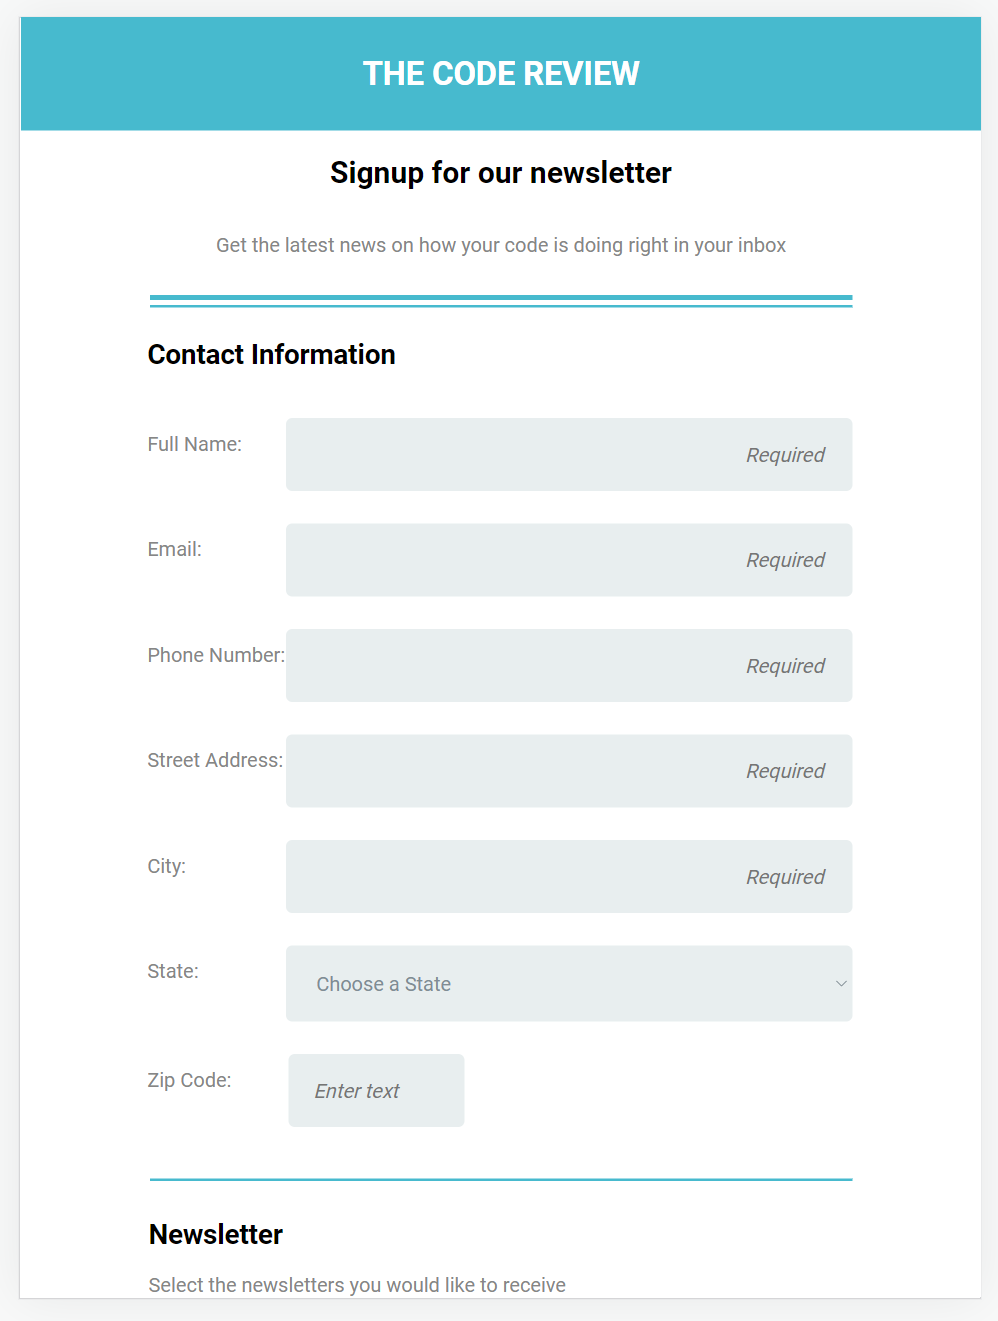 THE CODE REVIEW
Signup for our newsletter
Get the latest news on how your code is doing right in your inbox
Contact Information
Full Name: Required
Email: Required
Phone Number: Required
Street Address: Required
City: Required
State: Choose a State
Zip Code: Enter text
Newsletter
Select the newsletters you would like to receive